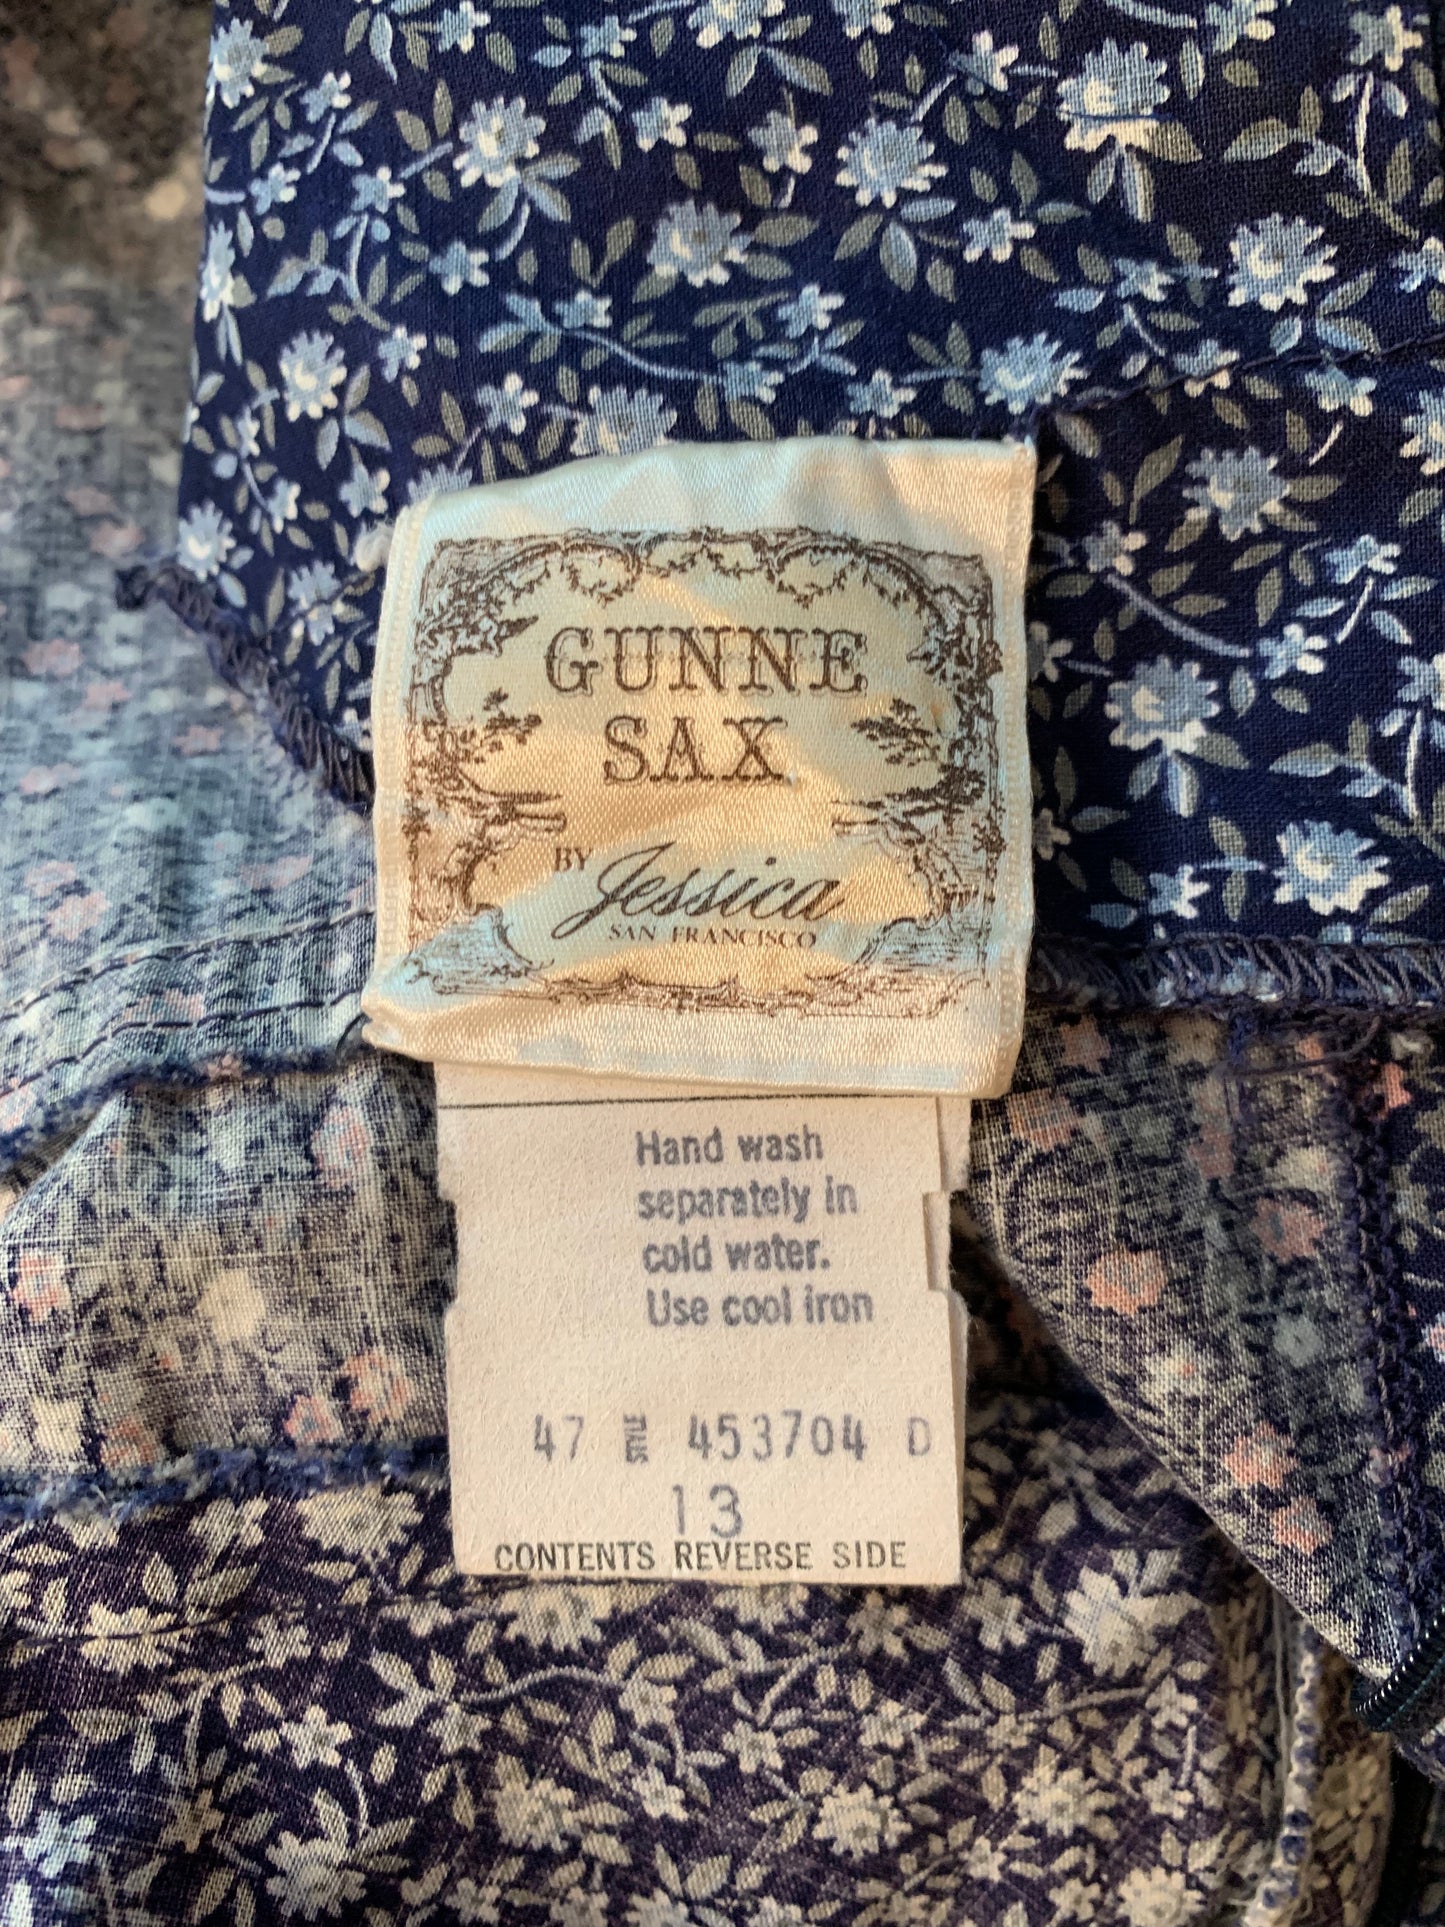 GUNNE
SAX
BY Jessica
SAN FRANCISCO
Hand wash
separately in
cold water.
Use cool iron
47 STYLE 453704 D
13
CONTENTS REVERSE SIDE